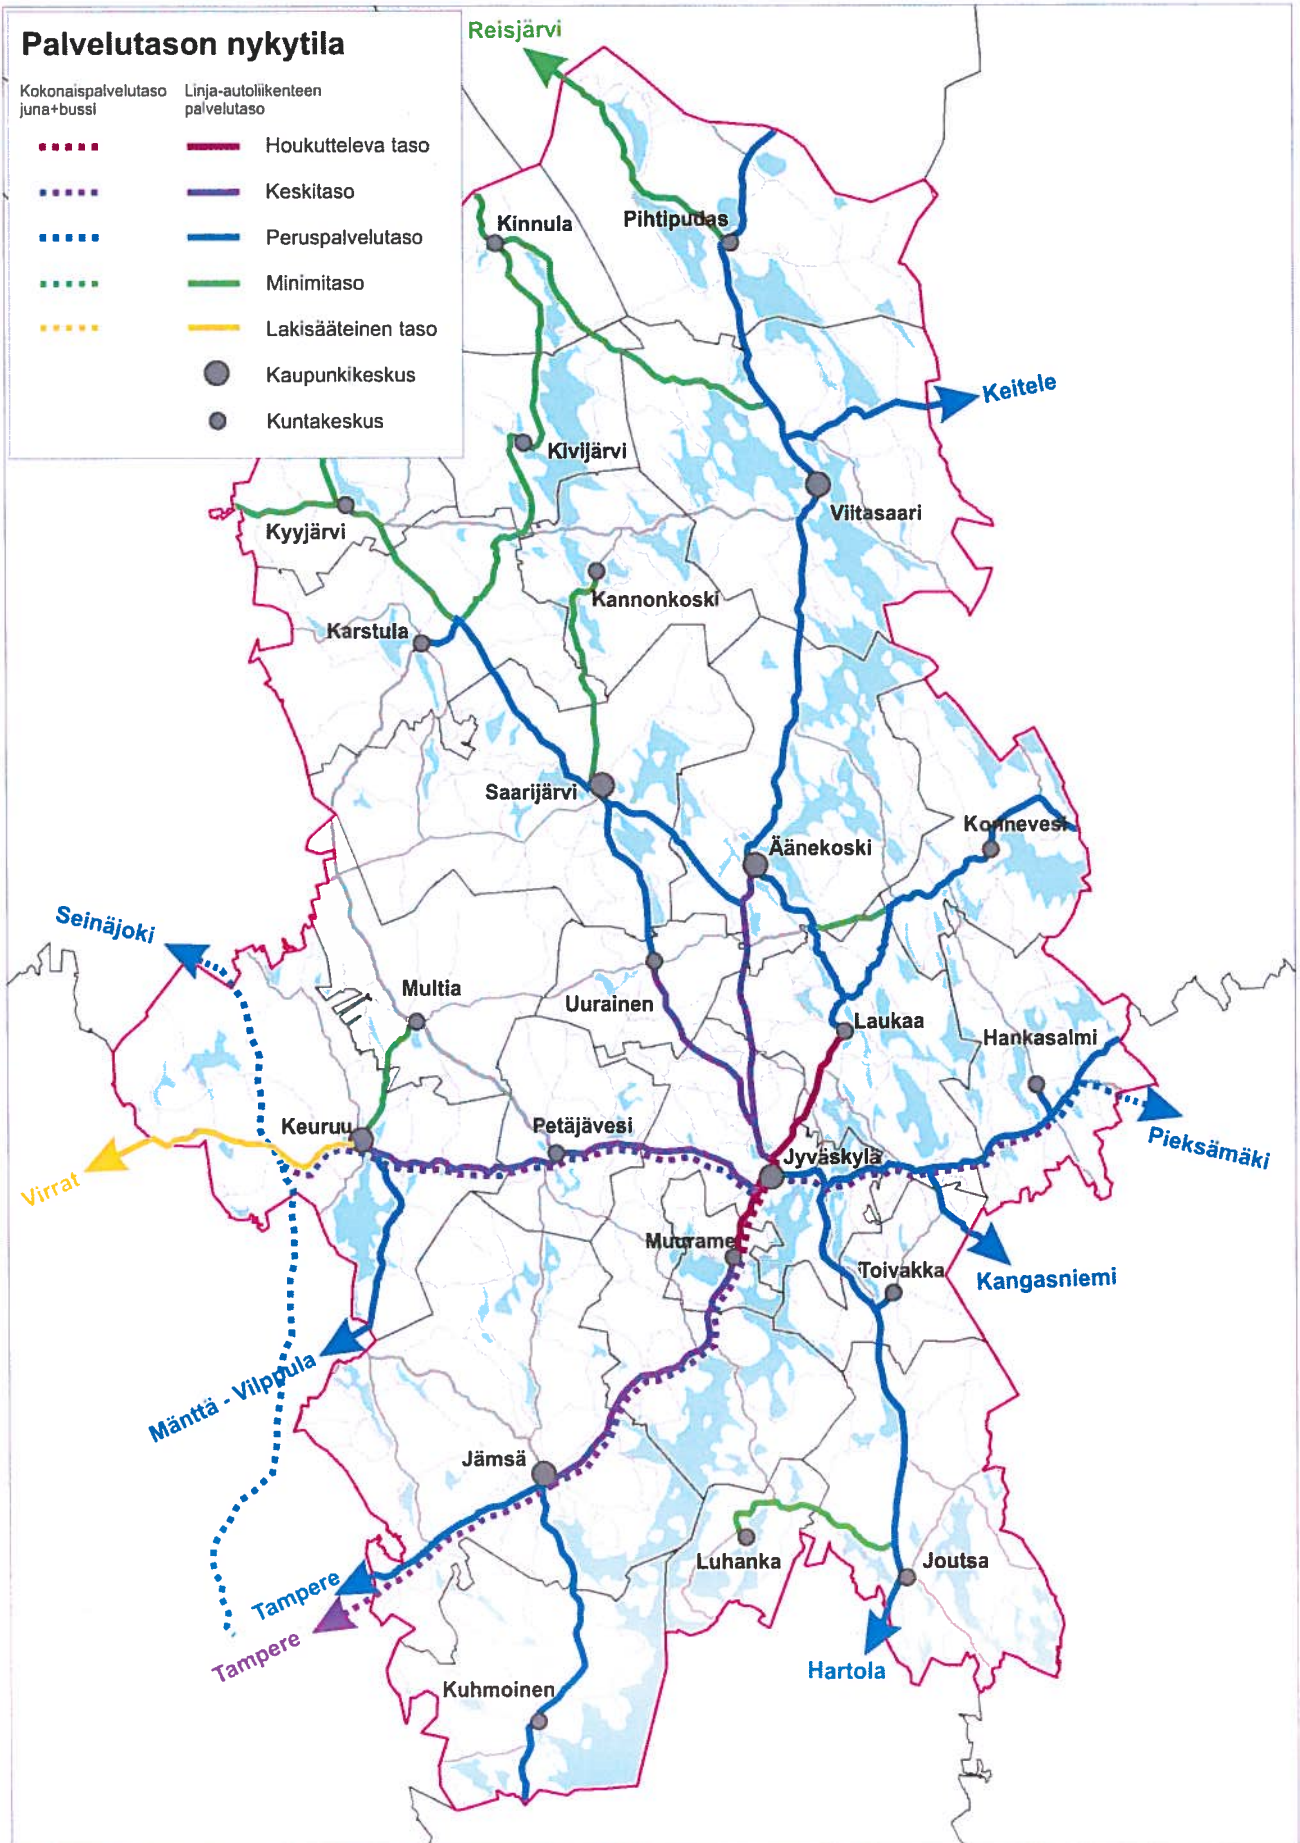 Palvelutason nykytila
Kokonaispalvelutaso
juna+bussi
Linja-autoliikenteen
palvelutaso
Houkutteleva taso
Keskitaso
Peruspalvelutaso
Minimitaso
Lakisääteinen taso
Kaupunkikeskus
Kuntakeskus
Reisjärvi
Pihtipudas
Kinnula
Keitele
Kivijärvi
Viitasaari
Kyyjärvi
Kannonkoski
Karstula
Saarijärvi
Konnevesi
Äänekoski
Seinäjoki
Multia
Uurainen
Laukaa
Hankasalmi
Keuruu
Petäjävesi
Jyväskylä
Pieksämäki
Virrat
Muurame
Toivakka
Kangasniemi
Mänttä - Vilppula
Jämsä
Luhanka
Joutsa
Tampere
Tampere
Hartola
Kuhmoinen